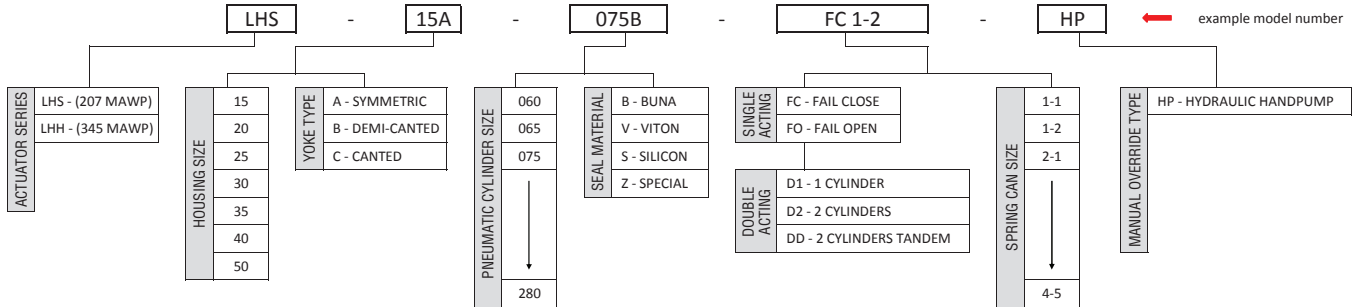 LHS - 15A - 075B - FC 1-2 - HP example model number
ACTUATOR SERIES
LHS - (207 MAWP)
LHH - (345 MAWP)
HOUSING SIZE
15
20
25
30
35
40
50
YOKE TYPE
A - SYMMETRIC
B - DEMI-CANTED
C - CANTED
PNEUMATIC CYLINDER SIZE
060
065
075
280
SEAL MATERIAL
B - BUNA
V - VITON
S - SILICON
Z - SPECIAL
SINGLE
ACTING
FC - FAIL CLOSE
FO - FAIL OPEN
DOUBLE
ACTING
D1 - 1 CYLINDER
D2 - 2 CYLINDERS
DD - 2 CYLINDERS TANDEM
SPRING CAN SIZE
1-1
1-2
2-1
4-5
MANUAL OVERRIDE TYPE
HP - HYDRAULIC HANDPUMP